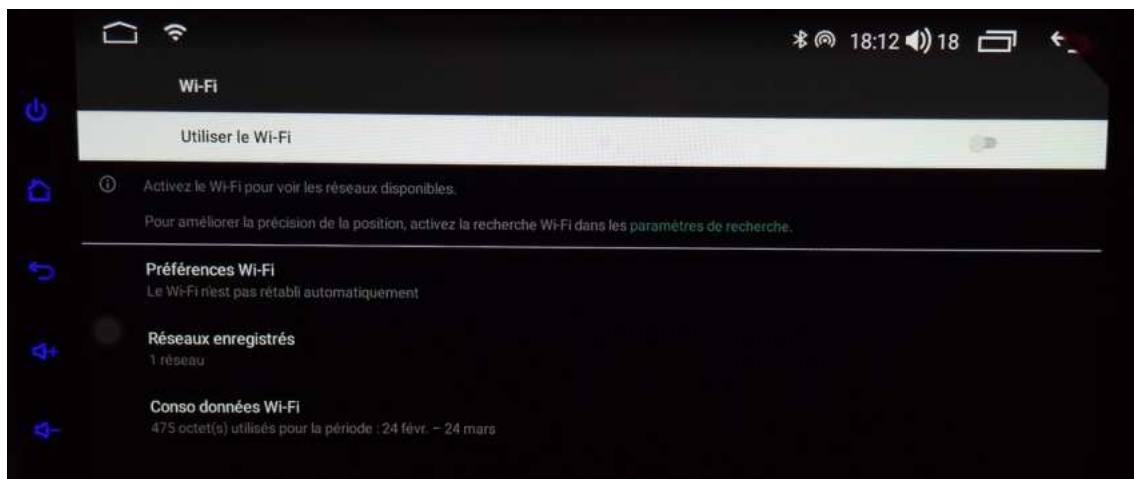 18:12 18
Wi-Fi
Utiliser le Wi-Fi
Activez le Wi-Fi pour voir les réseaux disponibles.
Pour améliorer la précision de la position, activez la recherche Wi-Fi dans les paramètres de recherche.
Préférences Wi-Fi
Le Wi-Fi n'est pas rétabli automatiquement
Réseaux enregistrés
1 réseau
Conso données Wi-Fi
475 octet(s) utilisés pour la période : 24 févr. – 24 mars